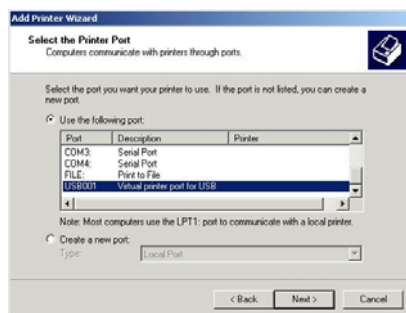 Add Printer Wizard
Select the Printer Port
Computers communicate with printers through ports.
Select the port you want your printer to use. If the port is not listed, you can create a
new port.
Use the following port:
Port Description Printer
COM3: Serial Port
COM4: Serial Port
FILE: Print to File
USB001 Virtual printer port for USB
Note: Most computers use the LPT1: port to communicate with a local printer.
Create a new port:
Type: Local Port
< Back Next > Cancel